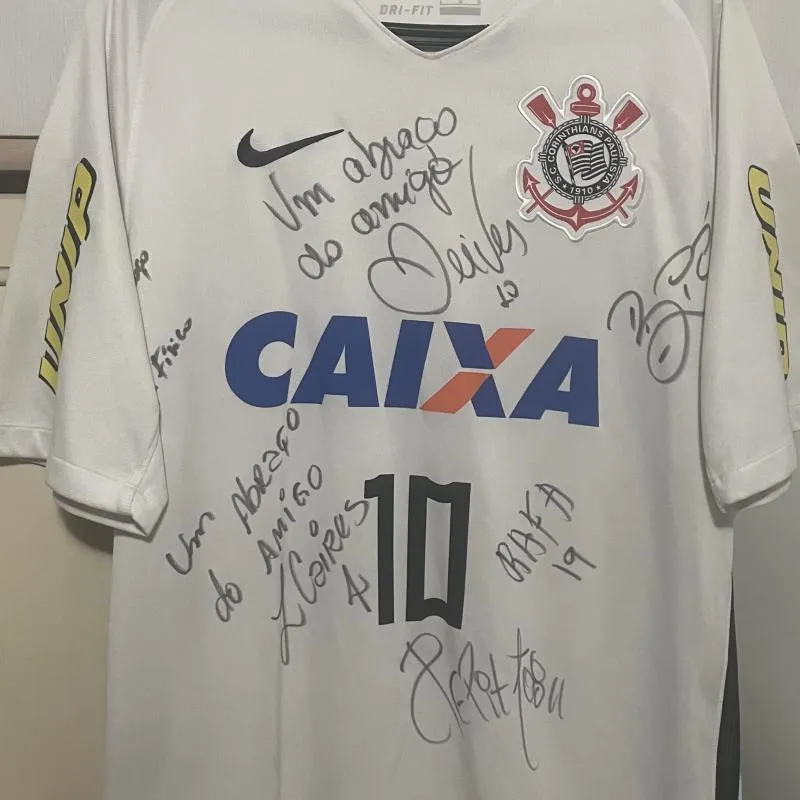 DRI-FIT
S.C. CORINTHIANS PAULISTA
1910
Um abraço
do amigo
Deives
10
UNIP
UNIP
Físico
CAIXA
Um ABRAÇO
do AMIGO
L CAIRES
10
RAFA
19